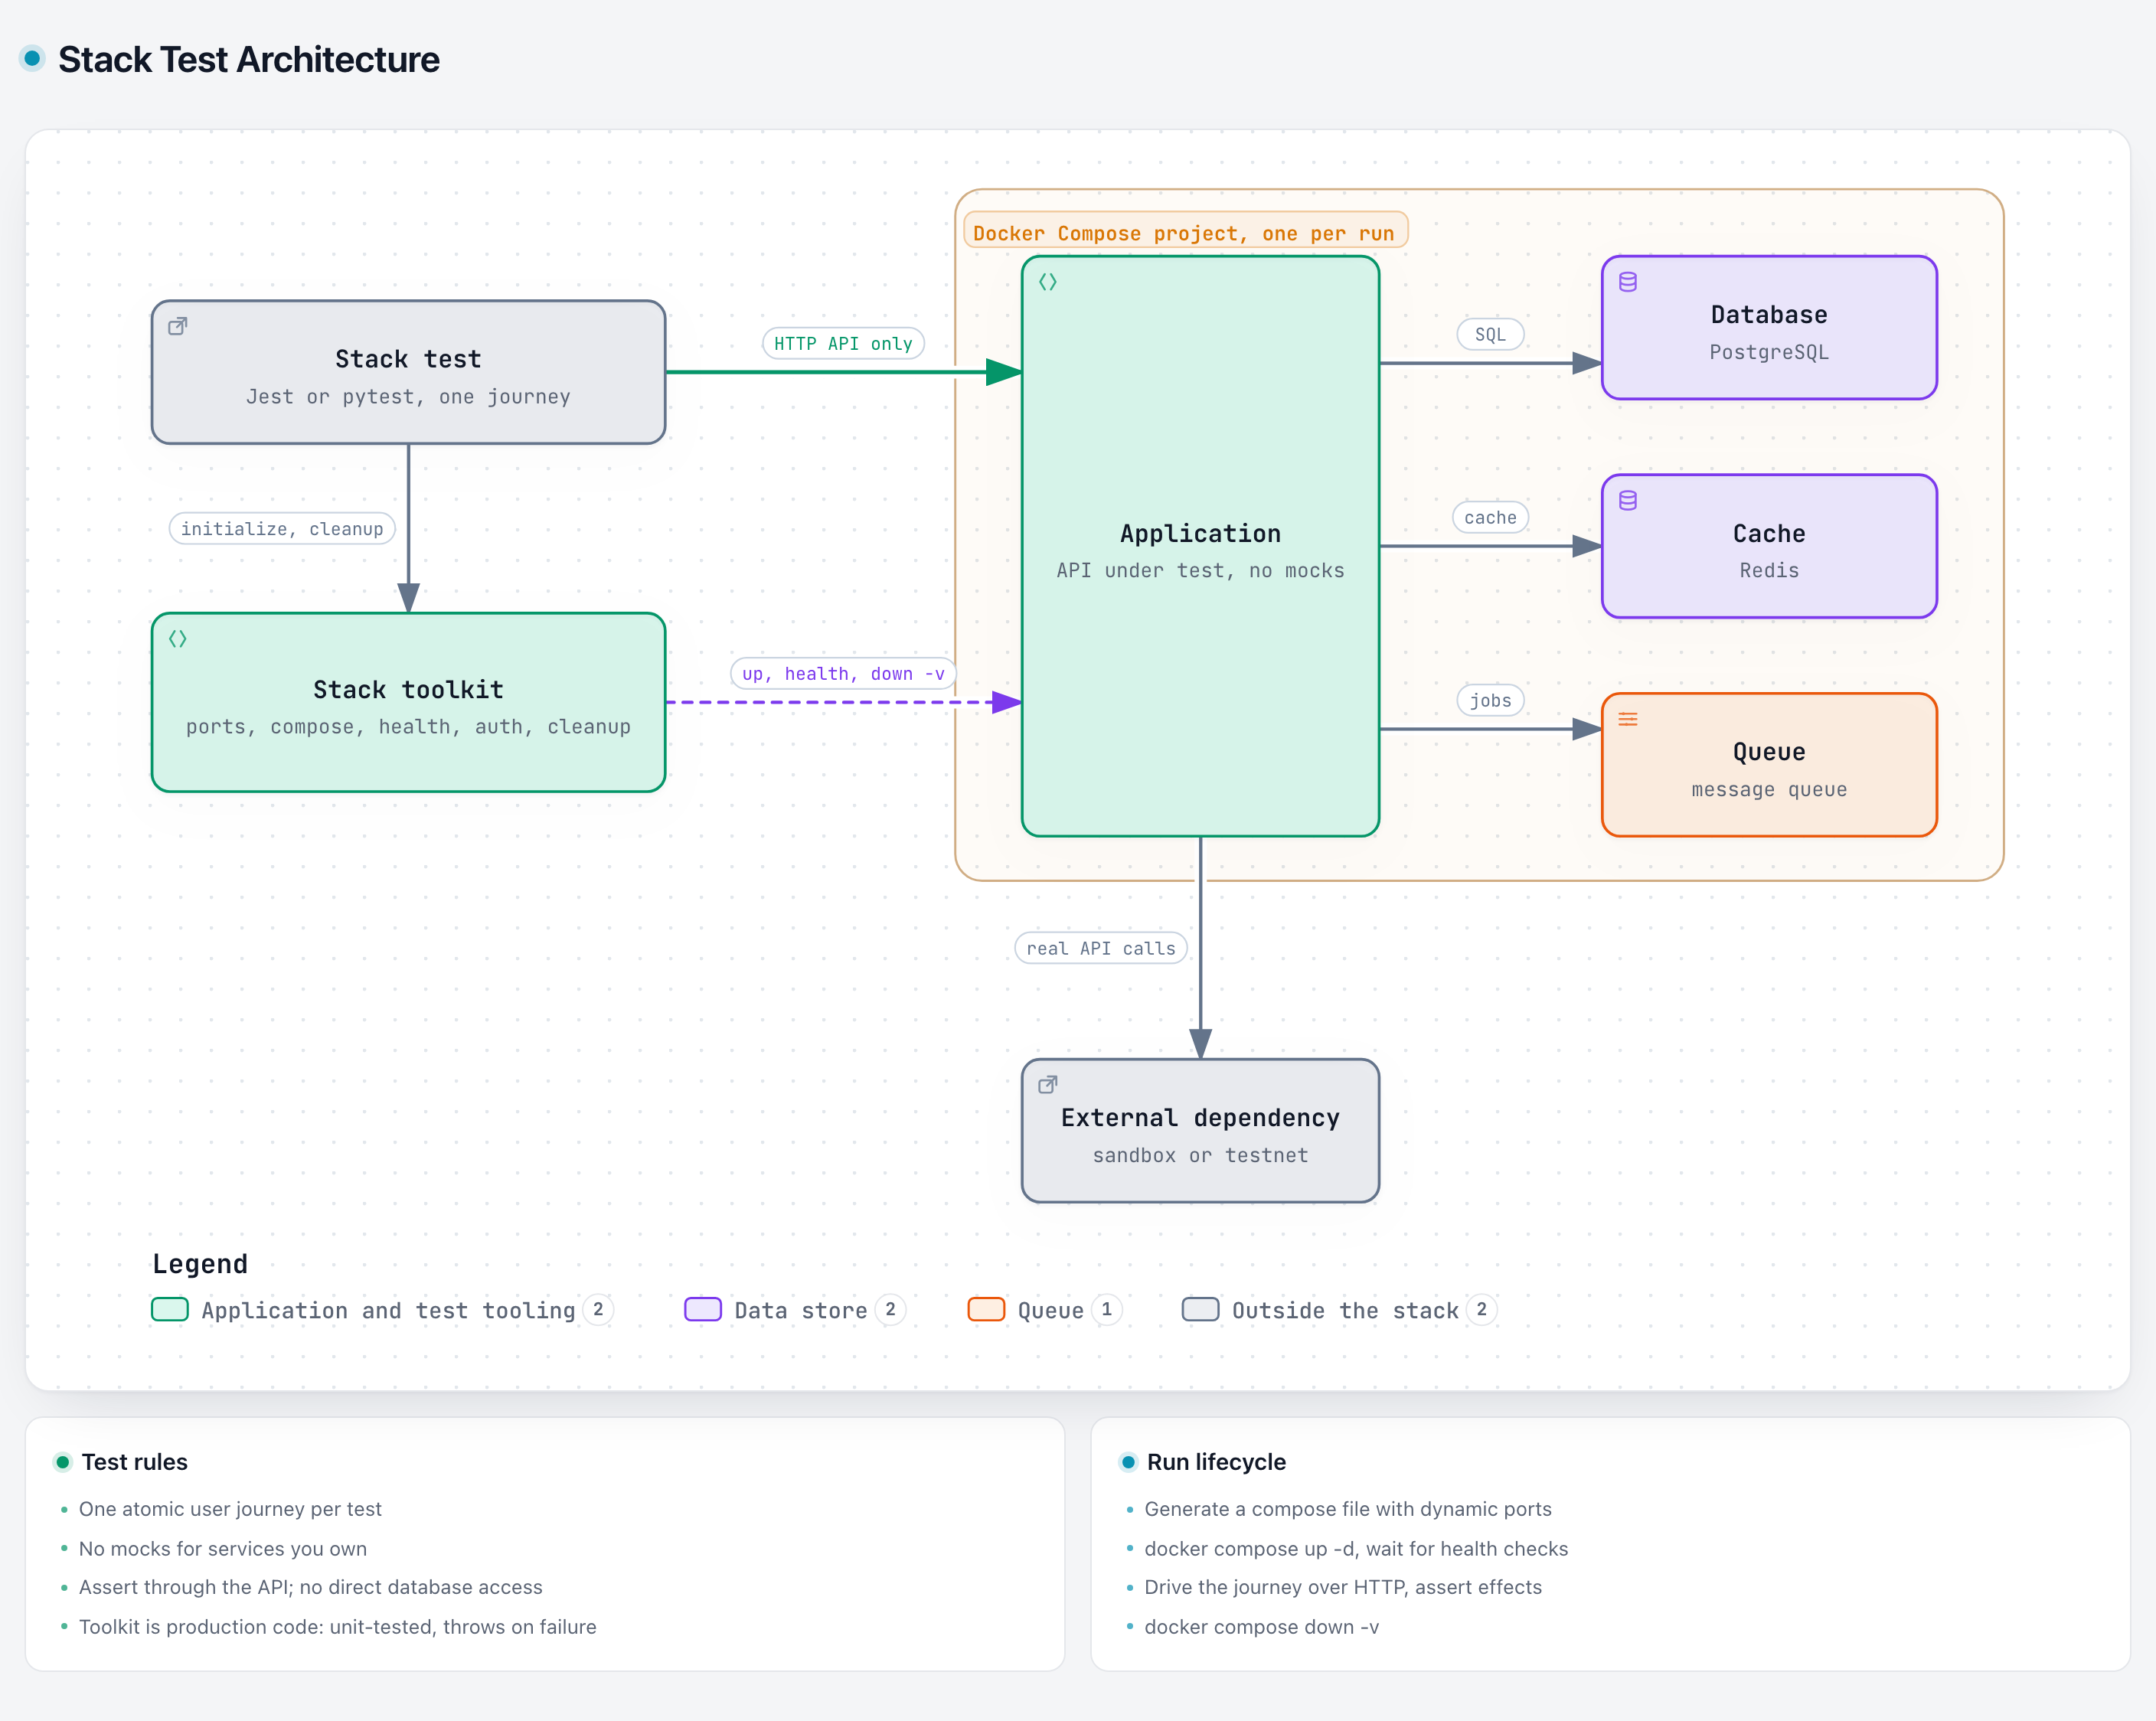 Stack Test Architecture
Docker Compose project, one per run
Stack test
Jest or pytest, one journey
HTTP API only
initialize, cleanup
Stack toolkit
ports, compose, health, auth, cleanup
up, health, down -v
Application
API under test, no mocks
SQL
Database
PostgreSQL
cache
Cache
Redis
jobs
Queue
message queue
real API calls
External dependency
sandbox or testnet
Legend
Application and test tooling 2
Data store 2
Queue 1
Outside the stack 2
Test rules
One atomic user journey per test
No mocks for services you own
Assert through the API; no direct database access
Toolkit is production code: unit-tested, throws on failure
Run lifecycle
Generate a compose file with dynamic ports
docker compose up -d, wait for health checks
Drive the journey over HTTP, assert effects
docker compose down -v